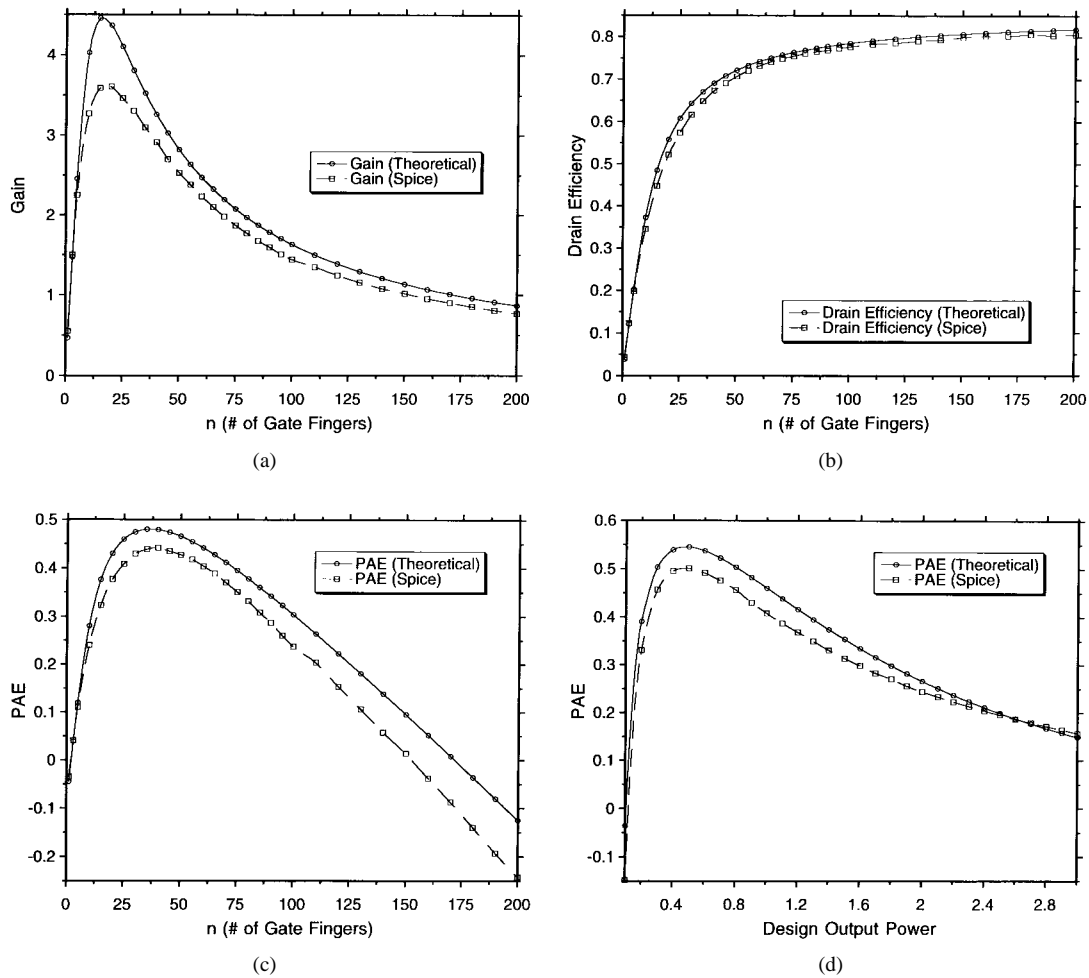 4
3
2
1
0
Gain
Gain (Theoretical)
Gain (Spice)
0 25 50 75 100 125 150 175 200
n (# of Gate Fingers)
(a)
0.8
0.7
0.6
0.5
0.4
0.3
0.2
0.1
0
Drain Efficiency
Drain Efficiency (Theoretical)
Drain Efficiency (Spice)
0 25 50 75 100 125 150 175 200
n (# of Gate Fingers)
(b)
0.5
0.4
0.3
0.2
0.1
0
-0.1
-0.2
PAE
PAE (Theoretical)
PAE (Spice)
0 25 50 75 100 125 150 175 200
n (# of Gate Fingers)
(c)
0.6
0.5
0.4
0.3
0.2
0.1
0
-0.1
PAE
PAE (Theoretical)
PAE (Spice)
0.4 0.8 1.2 1.6 2 2.4 2.8
Design Output Power
(d)